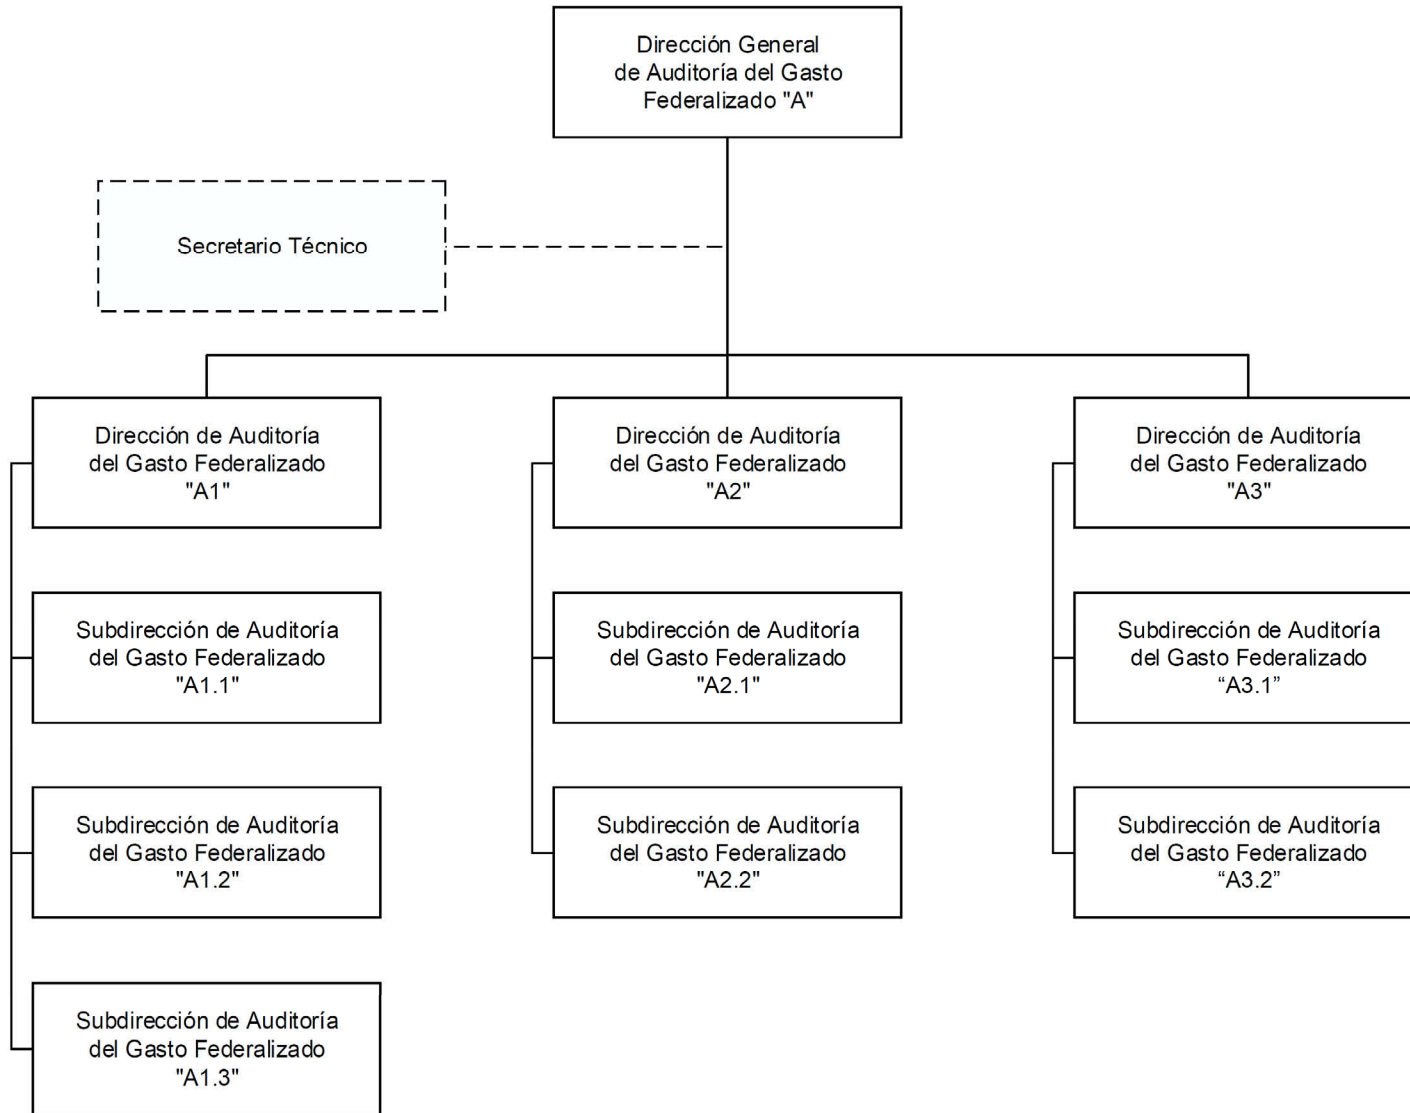 Dirección General
de Auditoría del Gasto
Federalizado "A"
Secretario Técnico
Dirección de Auditoría
del Gasto Federalizado
"A1"
Dirección de Auditoría
del Gasto Federalizado
"A2"
Dirección de Auditoría
del Gasto Federalizado
"A3"
Subdirección de Auditoría
del Gasto Federalizado
"A1.1"
Subdirección de Auditoría
del Gasto Federalizado
"A2.1"
Subdirección de Auditoría
del Gasto Federalizado
“A3.1”
Subdirección de Auditoría
del Gasto Federalizado
"A1.2"
Subdirección de Auditoría
del Gasto Federalizado
"A2.2"
Subdirección de Auditoría
del Gasto Federalizado
“A3.2”
Subdirección de Auditoría
del Gasto Federalizado
"A1.3"